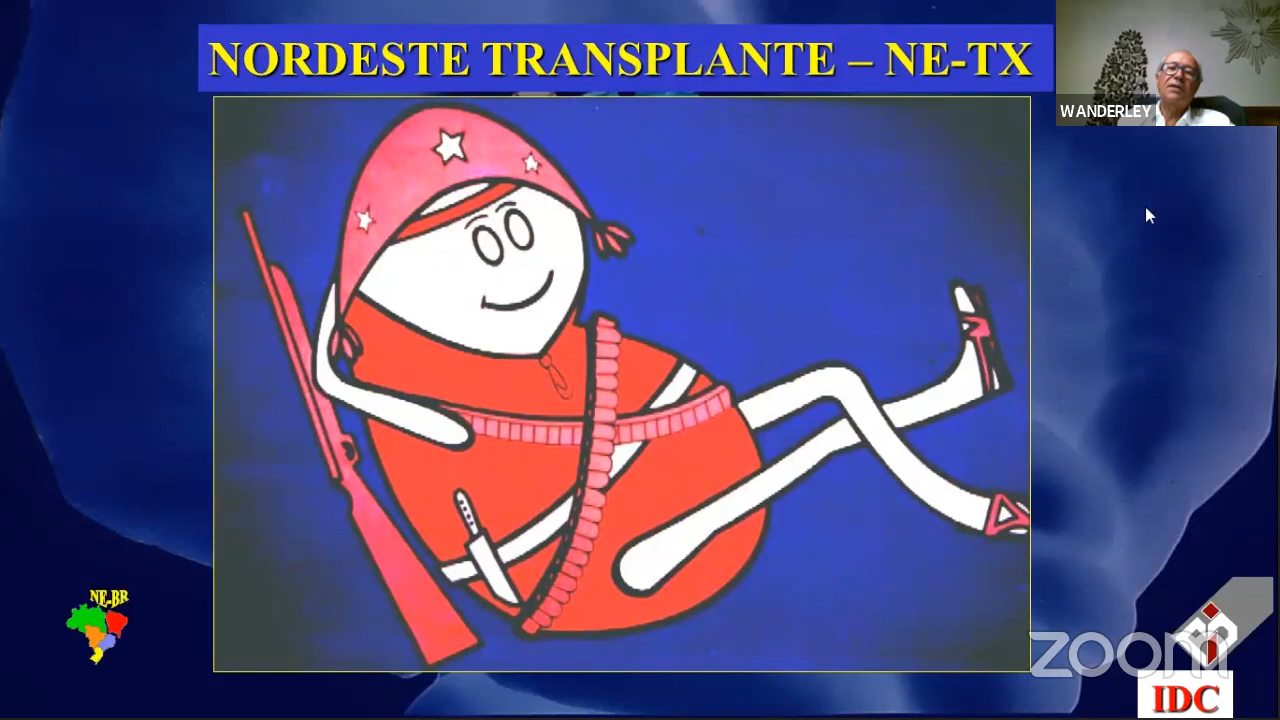 NORDESTE TRANSPLANTE – NE-TX
WANDERLEY
NE-BR
zoom
IDC